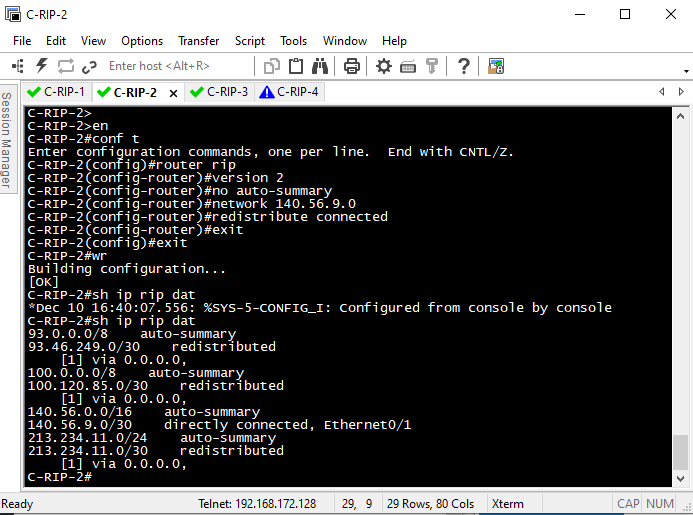 C-RIP-2
File Edit View Options Transfer Script Tools Window Help
Enter host <Alt+R>
Session Manager
C-RIP-1 C-RIP-2 C-RIP-3 C-RIP-4
C-RIP-2>
C-RIP-2>en
C-RIP-2#conf t
Enter configuration commands, one per line.  End with CNTL/Z.
C-RIP-2(config)#router rip
C-RIP-2(config-router)#version 2
C-RIP-2(config-router)#no auto-summary
C-RIP-2(config-router)#network 140.56.9.0
C-RIP-2(config-router)#redistribute connected
C-RIP-2(config-router)#exit
C-RIP-2(config)#exit
C-RIP-2#wr
Building configuration...
[OK]
C-RIP-2#sh ip rip dat
*Dec 10 16:40:07.556: %SYS-5-CONFIG_I: Configured from console by console
C-RIP-2#sh ip rip dat
93.0.0.0/8    auto-summary
93.46.249.0/30    redistributed
    [1] via 0.0.0.0,
100.0.0.0/8    auto-summary
100.120.85.0/30    redistributed
    [1] via 0.0.0.0,
140.56.0.0/16    auto-summary
140.56.9.0/30    directly connected, Ethernet0/1
213.234.11.0/24    auto-summary
213.234.11.0/30    redistributed
    [1] via 0.0.0.0,
C-RIP-2#
Ready Telnet: 192.168.172.128 29, 9 29 Rows, 80 Cols Xterm CAP NUM